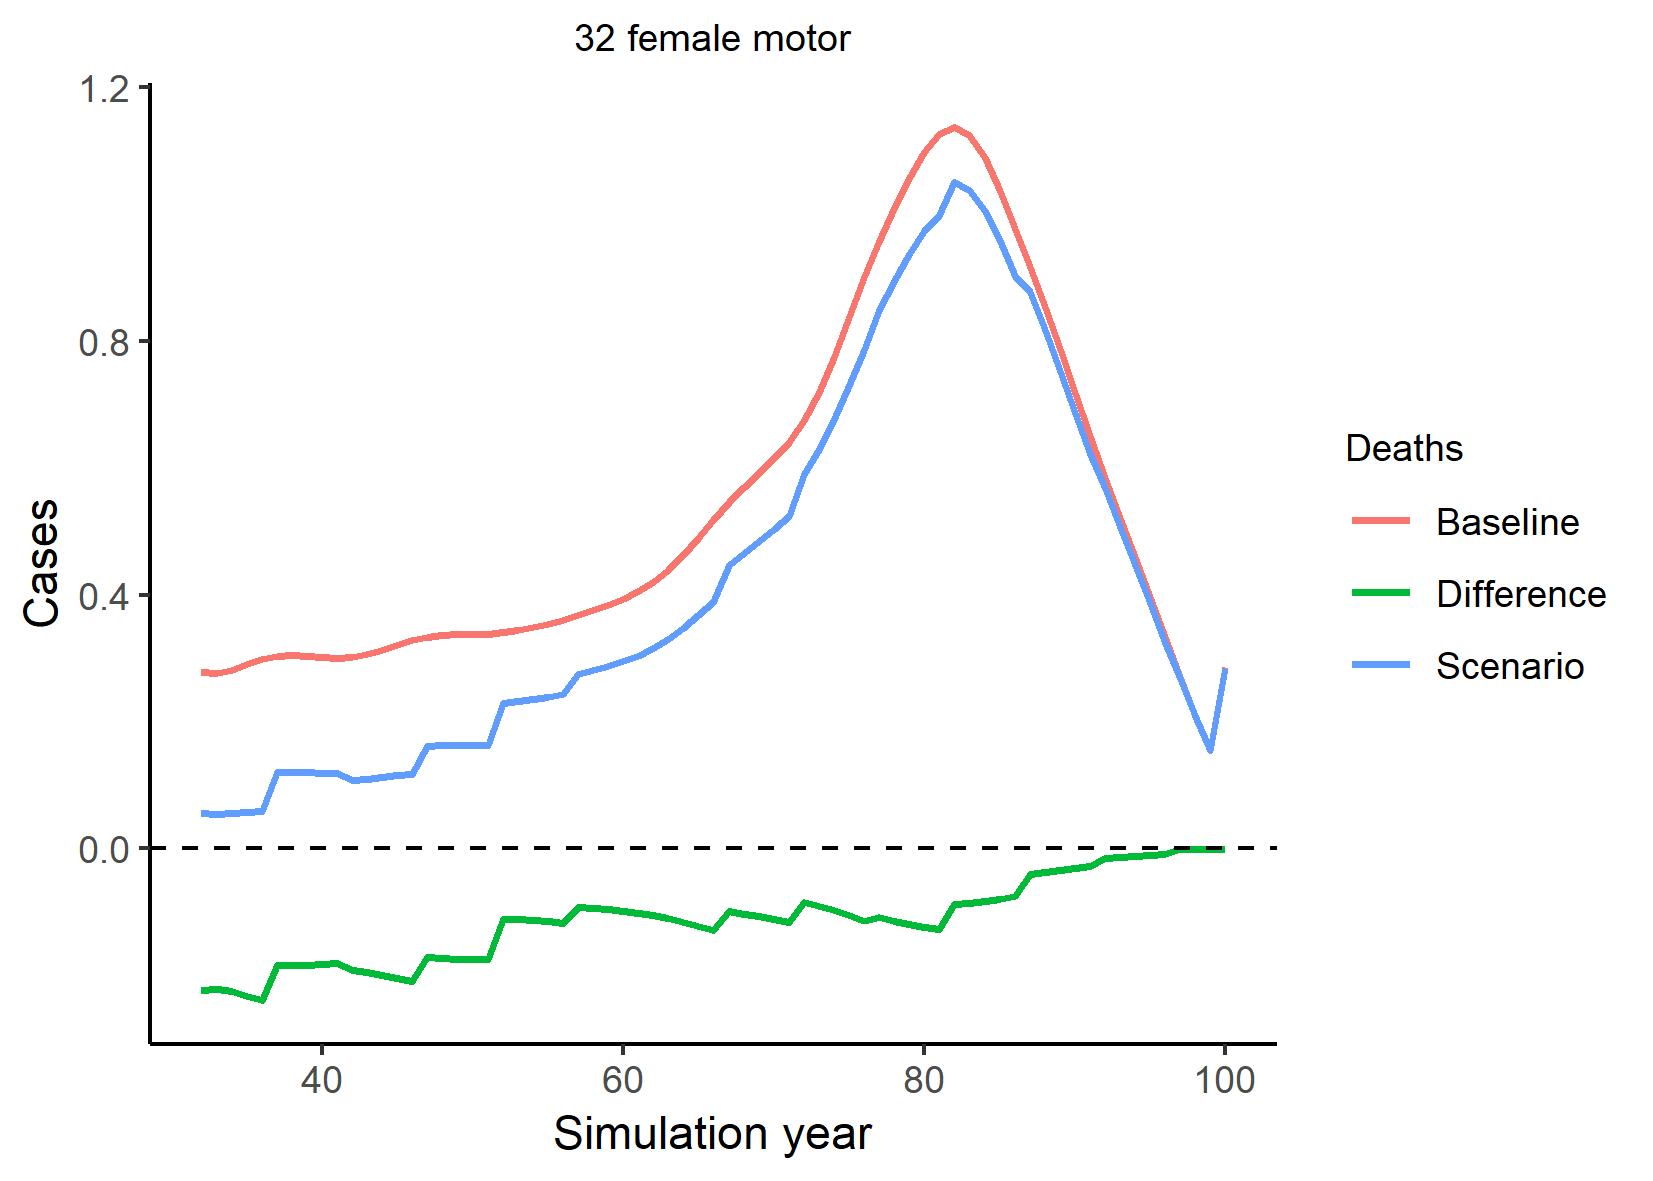 32 female motor
1.2
0.8
0.4
0.0
Cases
40 60 80 100
Simulation year
Deaths
Baseline
Difference
Scenario